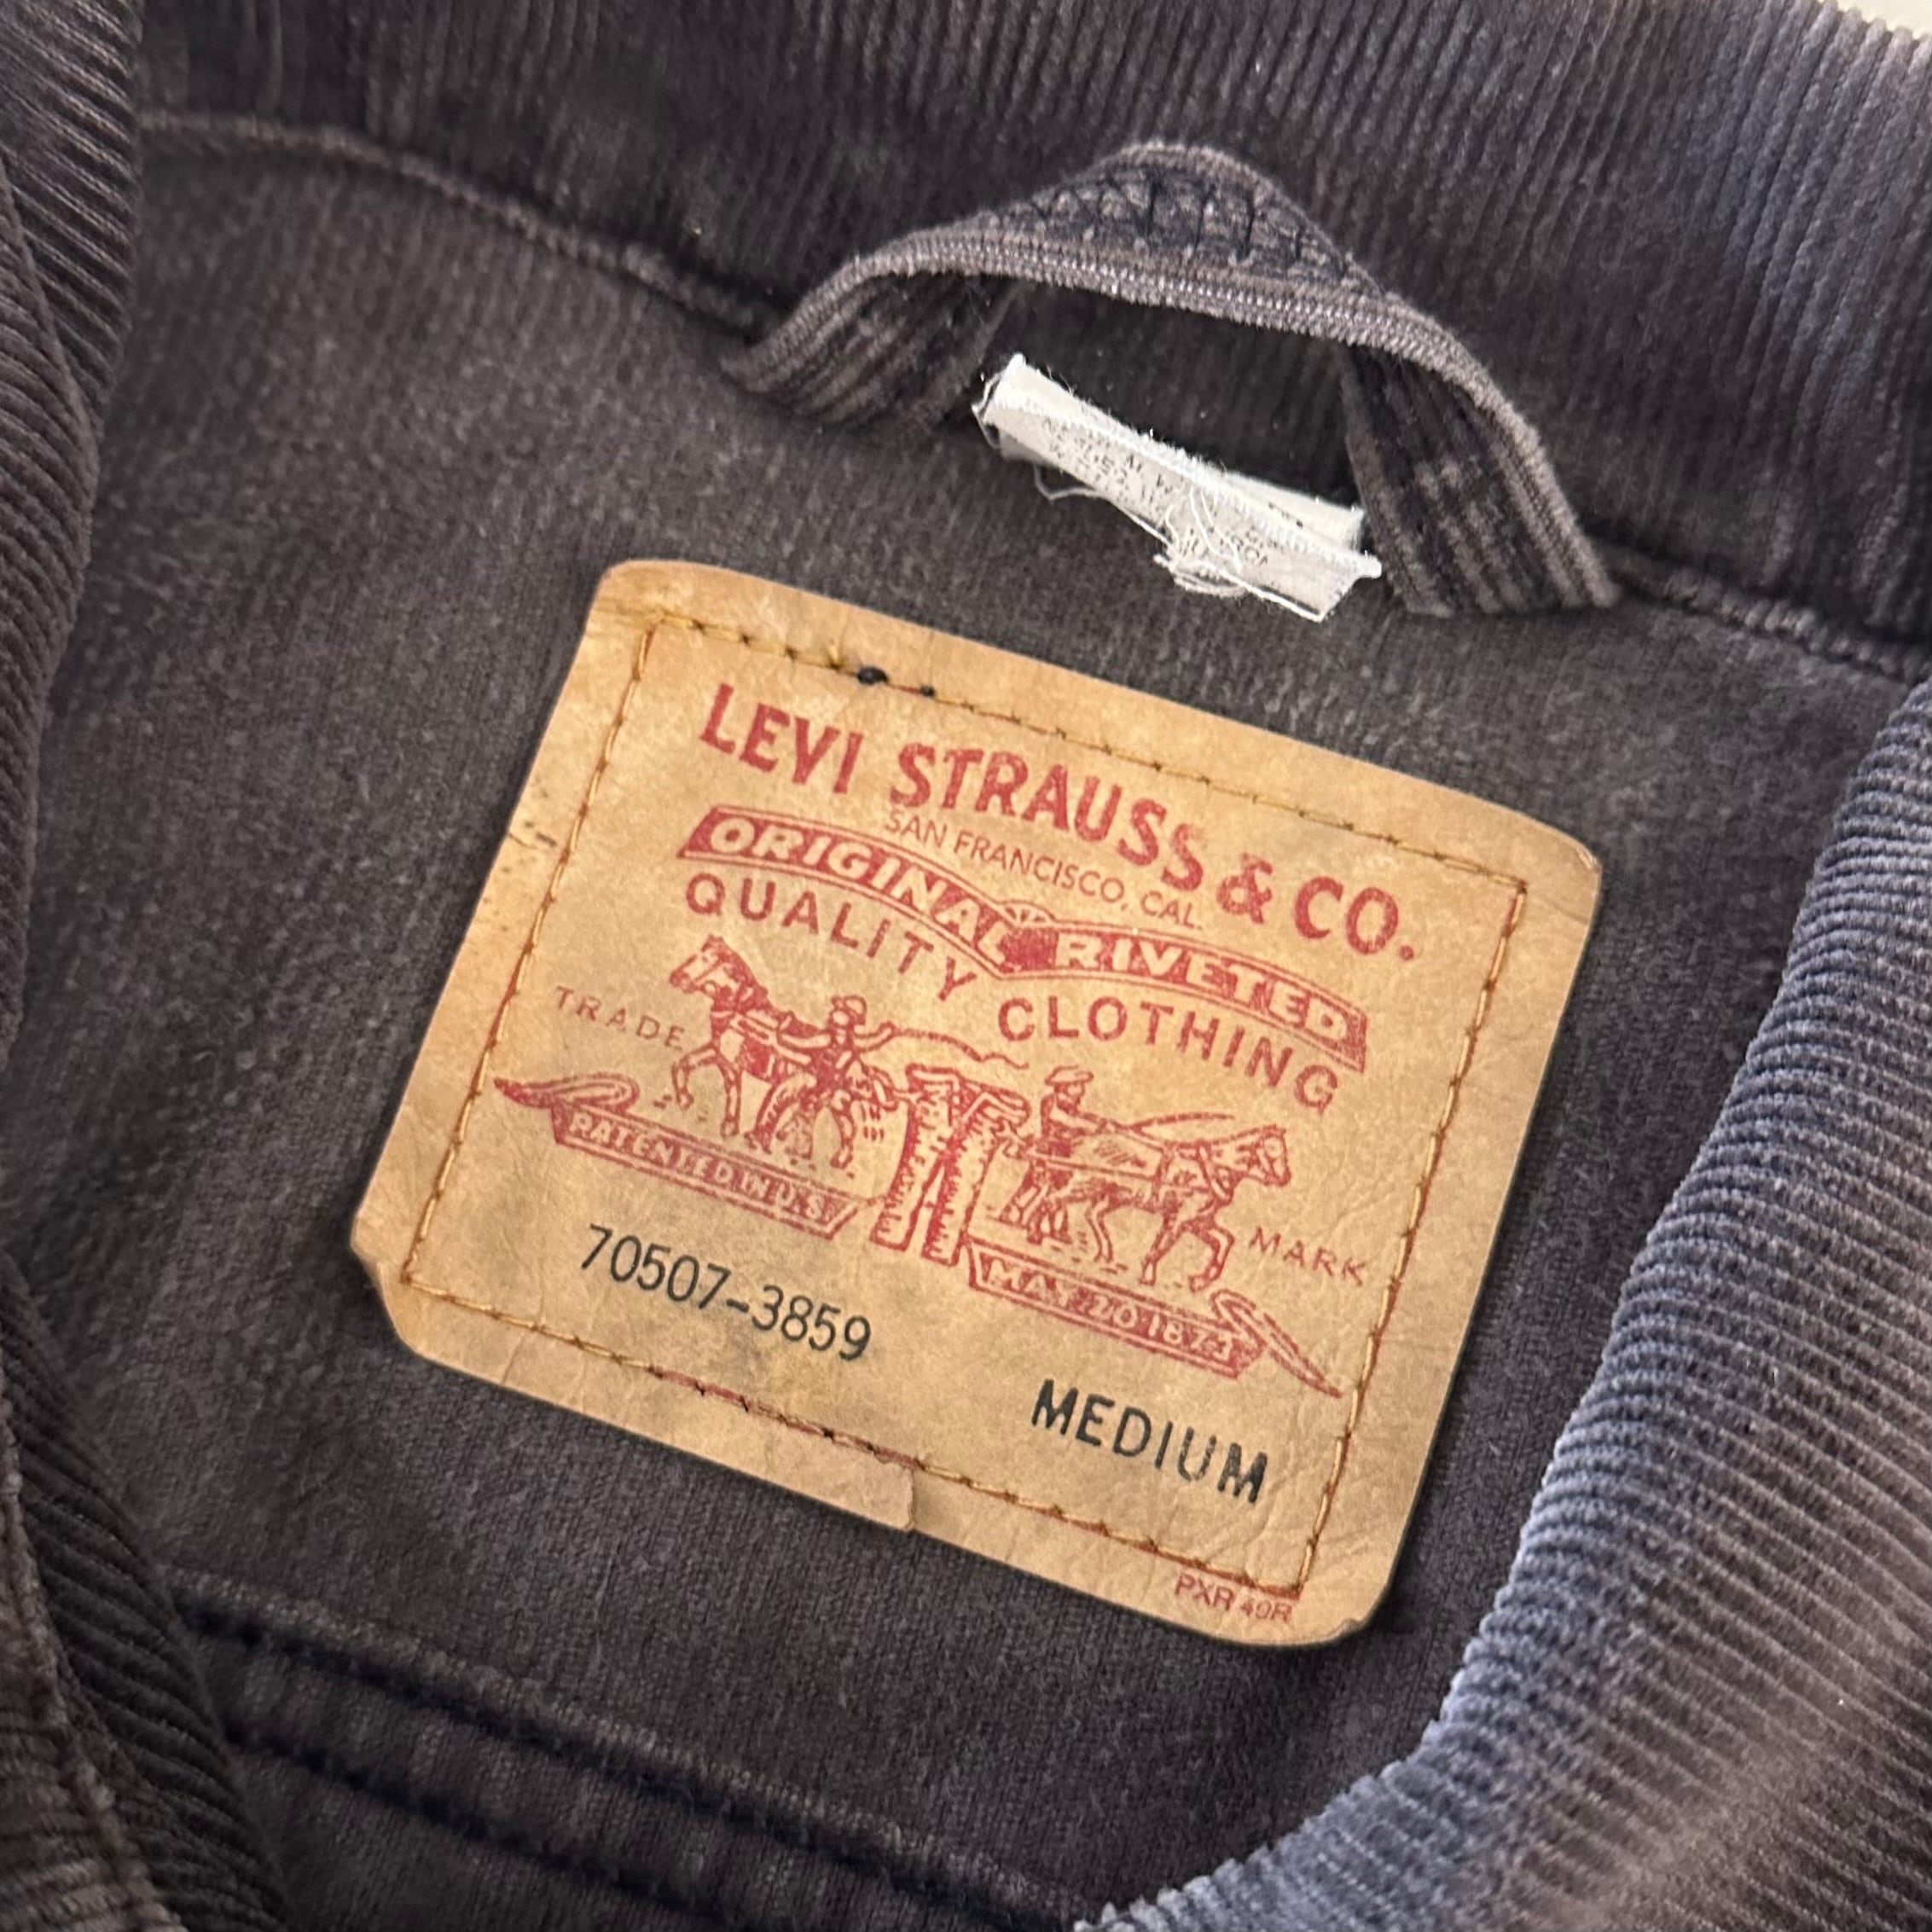 LEVI STRAUSS & CO.
SAN FRANCISCO, CAL.
ORIGINAL RIVETED
QUALITY CLOTHING
TRADE MARK
PATENTED IN U.S.
MAY 20 1873
70507-3859
MEDIUM
PXR 49R